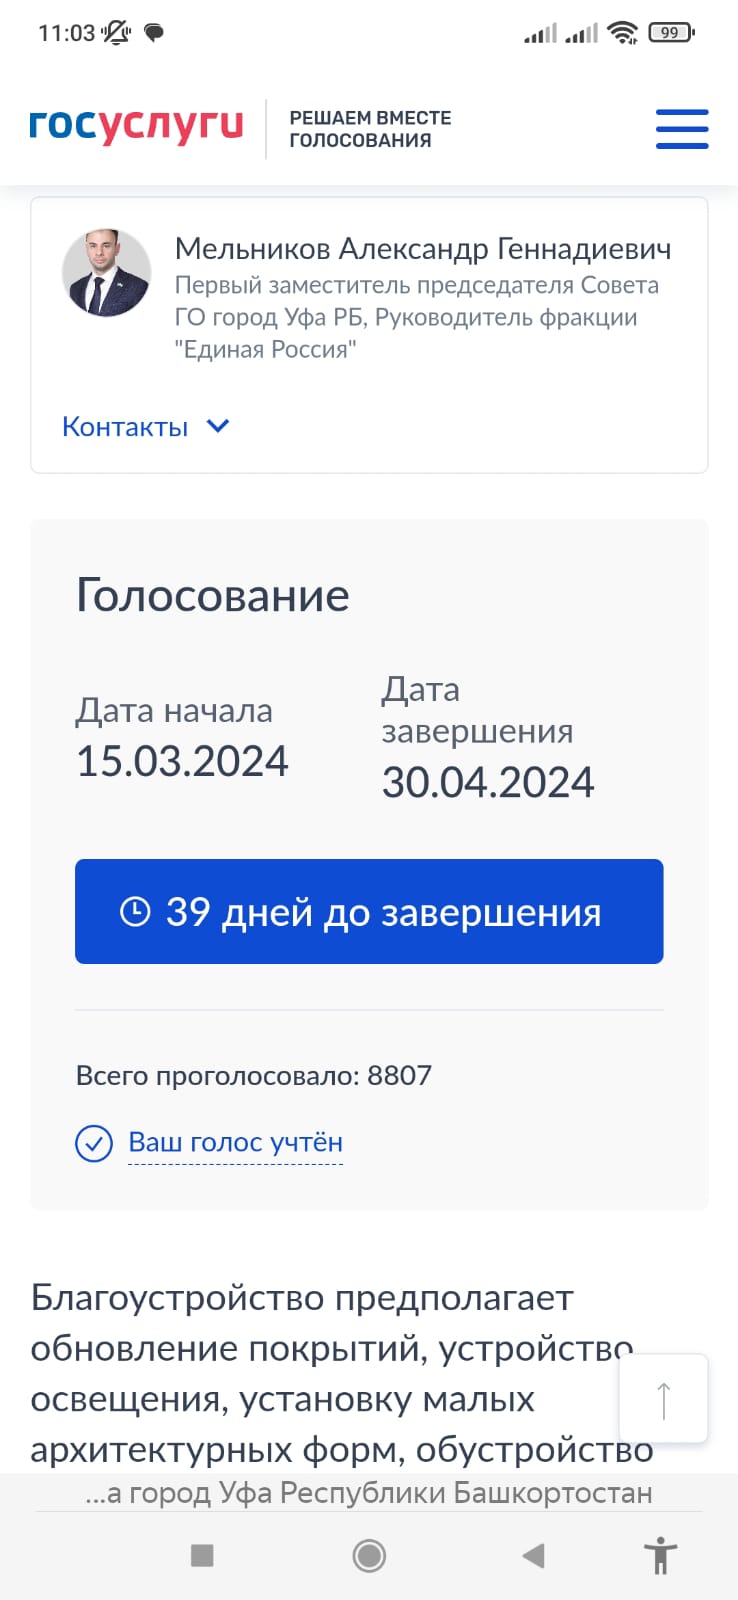 11:03
99
госуслуги
РЕШАЕМ ВМЕСТЕ
ГОЛОСОВАНИЯ
Мельников Александр Геннадиевич
Первый заместитель председателя Совета
ГО город Уфа РБ, Руководитель фракции
"Единая Россия"
Контакты
Голосование
Дата начала
15.03.2024
Дата
завершения
30.04.2024
39 дней до завершения
Всего проголосовало: 8807
Ваш голос учтён
Благоустройство предполагает
обновление покрытий, устройство
освещения, установку малых
архитектурных форм, обустройство
...а город Уфа Республики Башкортостан